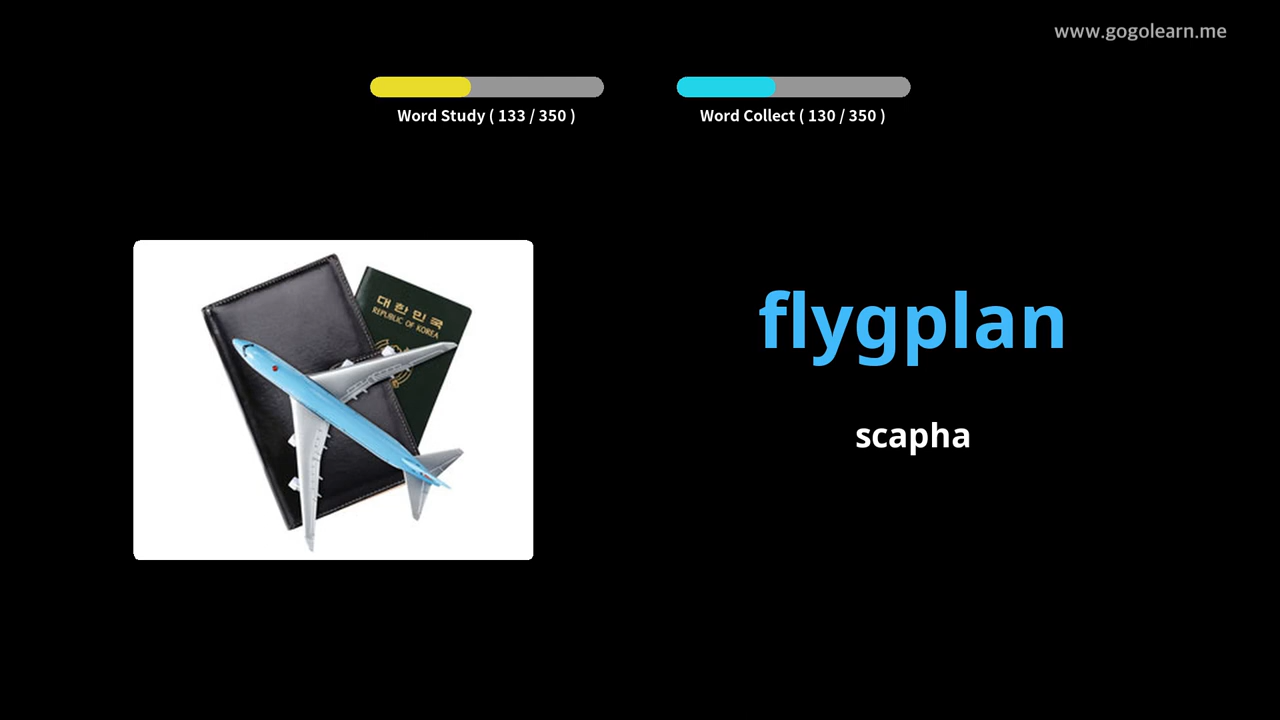 www.gogolearn.me
Word Study ( 133 / 350 )
Word Collect ( 130 / 350 )
대한민국
REPUBLIC OF KOREA
flygplan
scapha